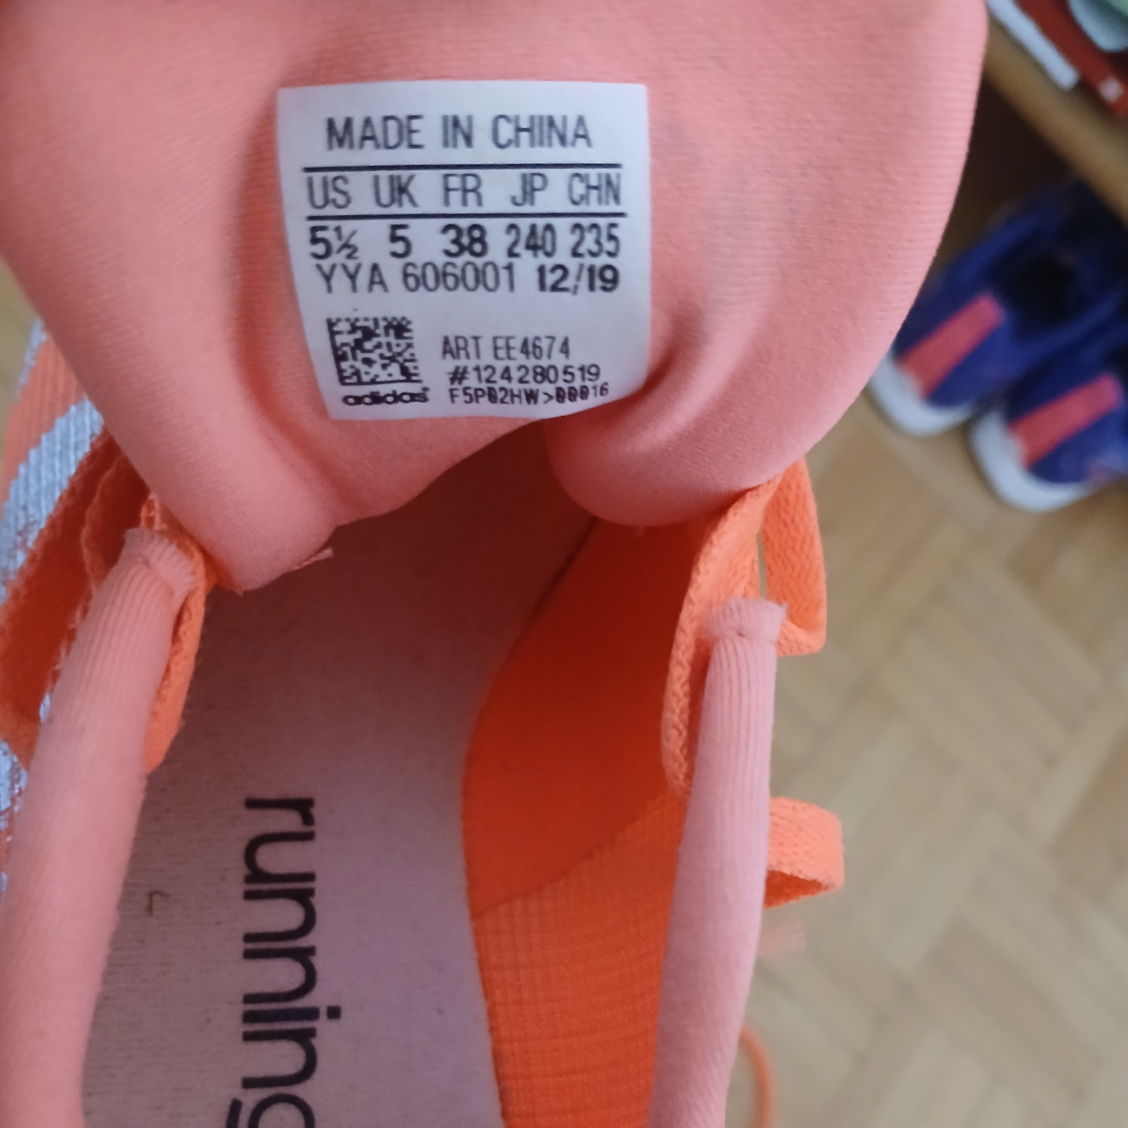 MADE IN CHINA
US UK FR JP CHN
5½ 5 38 240 235
YYA 606001 12/19
ART EE4674
#124280519
adidas F5P02HW>00016
running